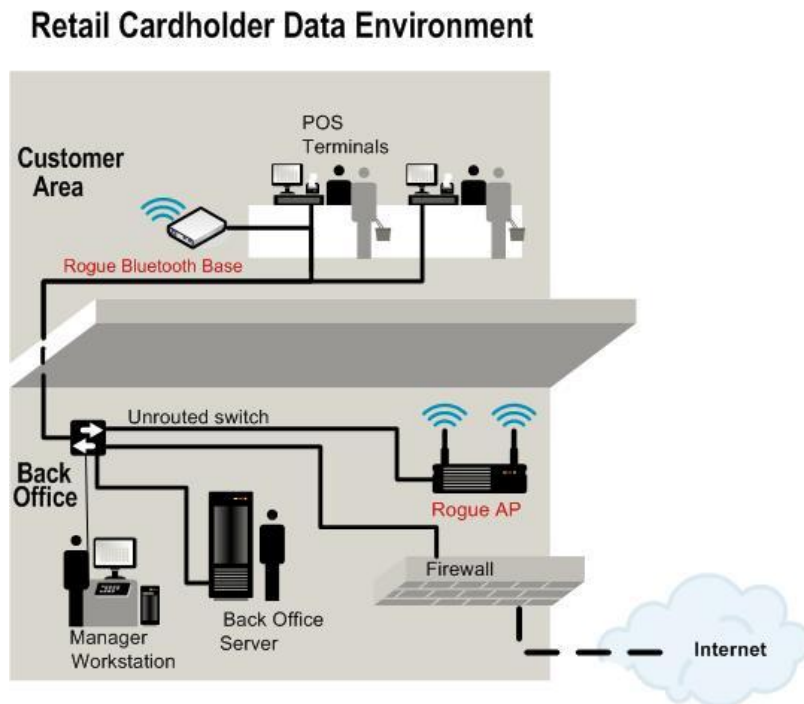 Retail Cardholder Data Environment
POS
Terminals
Customer
Area
Rogue Bluetooth Base
Unrouted switch
Back
Office
Rogue AP
Firewall
Manager
Workstation
Back Office
Server
Internet